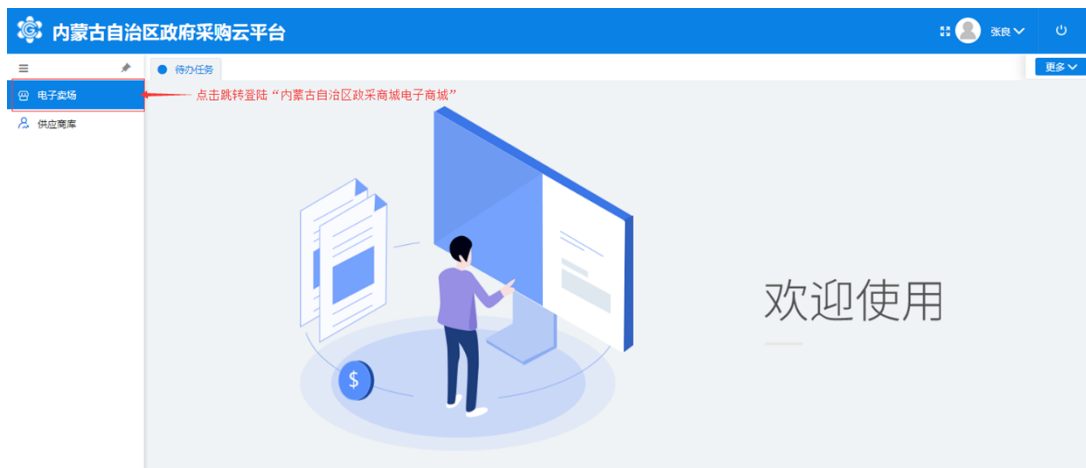 内蒙古自治区政府采购云平台
张良
待办任务
更多
电子卖场
点击跳转登陆“内蒙古自治区政采商城电子商城”
供应商库
欢迎使用
$